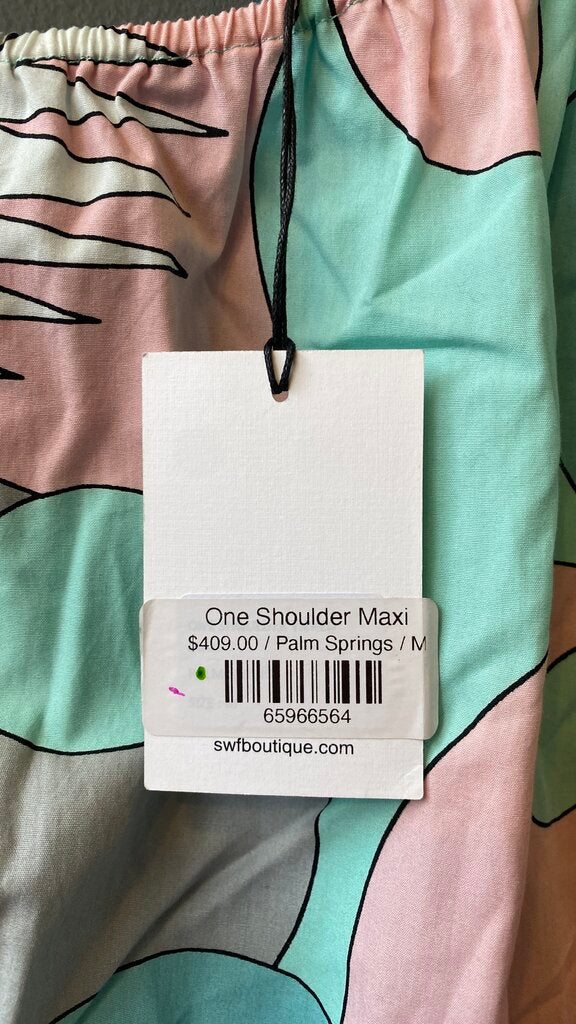 One Shoulder Maxi
$409.00 / Palm Springs / M
65966564
swfboutique.com